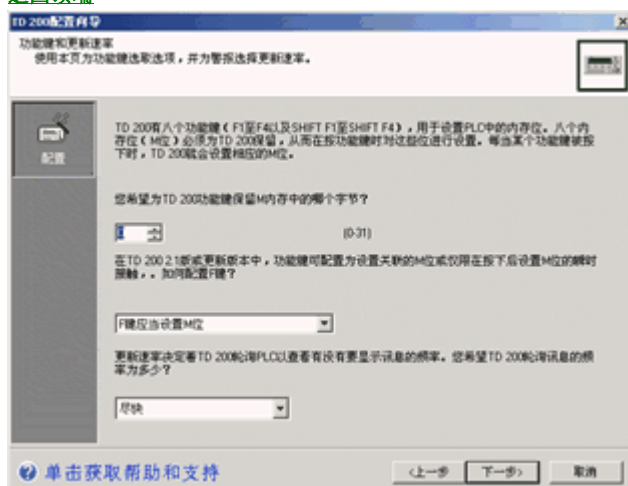 TD 200配置向导
功能键和更新速率
使用本页为功能键选取选项，并为警报选择更新速率。
TD 200有八个功能键（F1至F4以及SHIFT F1至SHIFT F4），用于设置PLC中的内存位。八个内
存位（M位）必须为TD 200保留，从而在按功能键时对这些位进行设置。每当某个功能键被按
下时，TD 200就会设置相应的M位。
配置
您希望为TD 200功能键保留M内存中的哪个字节？
(0-31)
在TD 200 2.1版或更新版本中，功能键可配置为设置关联的M位或仅用在按下后设置M位的瞬时
接触，. 如何配置F键？
F键应当设置M位
更新速率决定着TD 200轮询PLC以查看有没有要显示讯息的频率。您希望TD 200轮询讯息的频
率为多少？
尽快
单击获取帮助和支持
<上一步
下一步>
取消